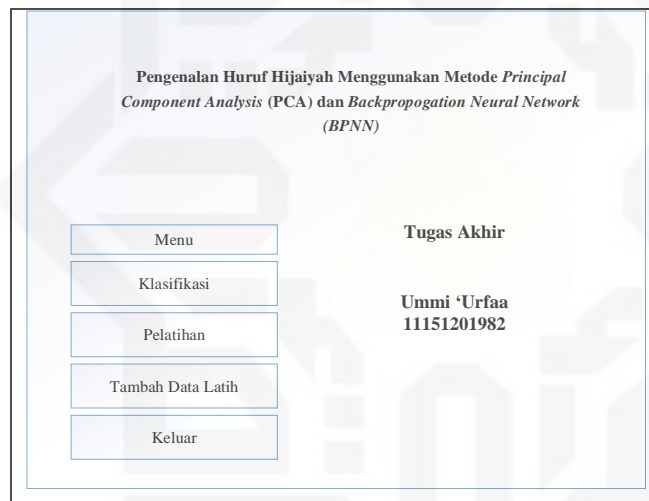 Pengenalan Huruf Hijaiyah Menggunakan Metode Principal
Component Analysis (PCA) dan Backpropogation Neural Network
(BPNN)
Menu
Klasifikasi
Pelatihan
Tambah Data Latih
Keluar
Tugas Akhir
Ummi ‘Urfaa
11151201982